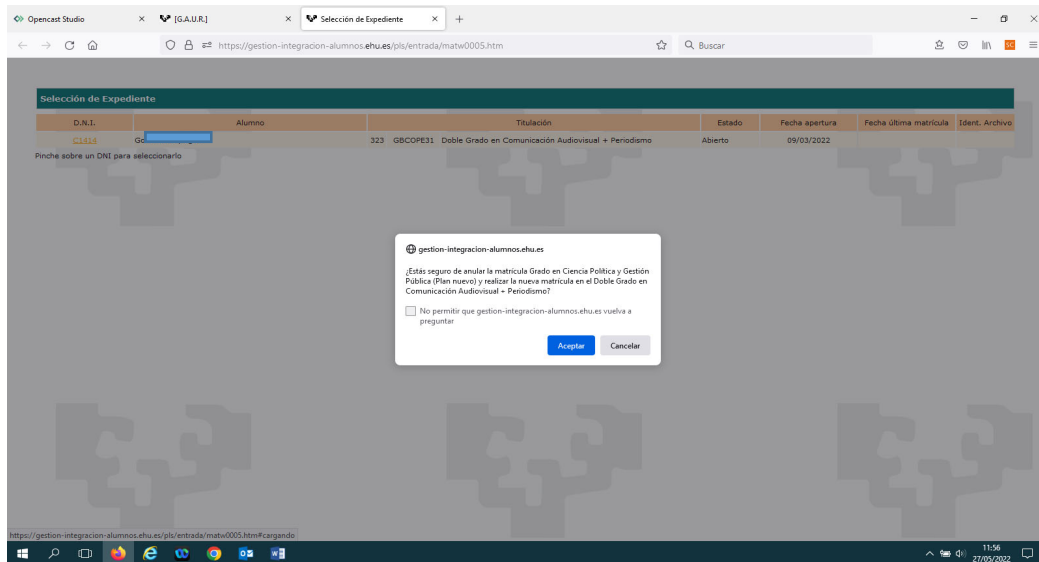 Opencast Studio
[G.A.U.R.]
Selección de Expediente
https://gestion-integracion-alumnos.ehu.es/pls/entrada/matw0005.htm
Buscar
Selección de Expediente
D.N.I. Alumno Titulación Estado Fecha apertura Fecha última matrícula Ident. Archivo
C1414 323 GBCOPE31 Doble Grado en Comunicación Audiovisual + Periodismo Abierto 09/03/2022
Pinche sobre un DNI para seleccionarlo
gestion-integracion-alumnos.ehu.es
¿Estás seguro de anular la matrícula Grado en Ciencia Política y Gestión
Pública (Plan nuevo) y realizar la nueva matrícula en el Doble Grado en
Comunicación Audiovisual + Periodismo?
No permitir que gestion-integracion-alumnos.ehu.es vuelva a
preguntar
Aceptar Cancelar
https://gestion-integracion-alumnos.ehu.es/pls/entrada/matw0005.htm#cargando
11:56
27/05/2022